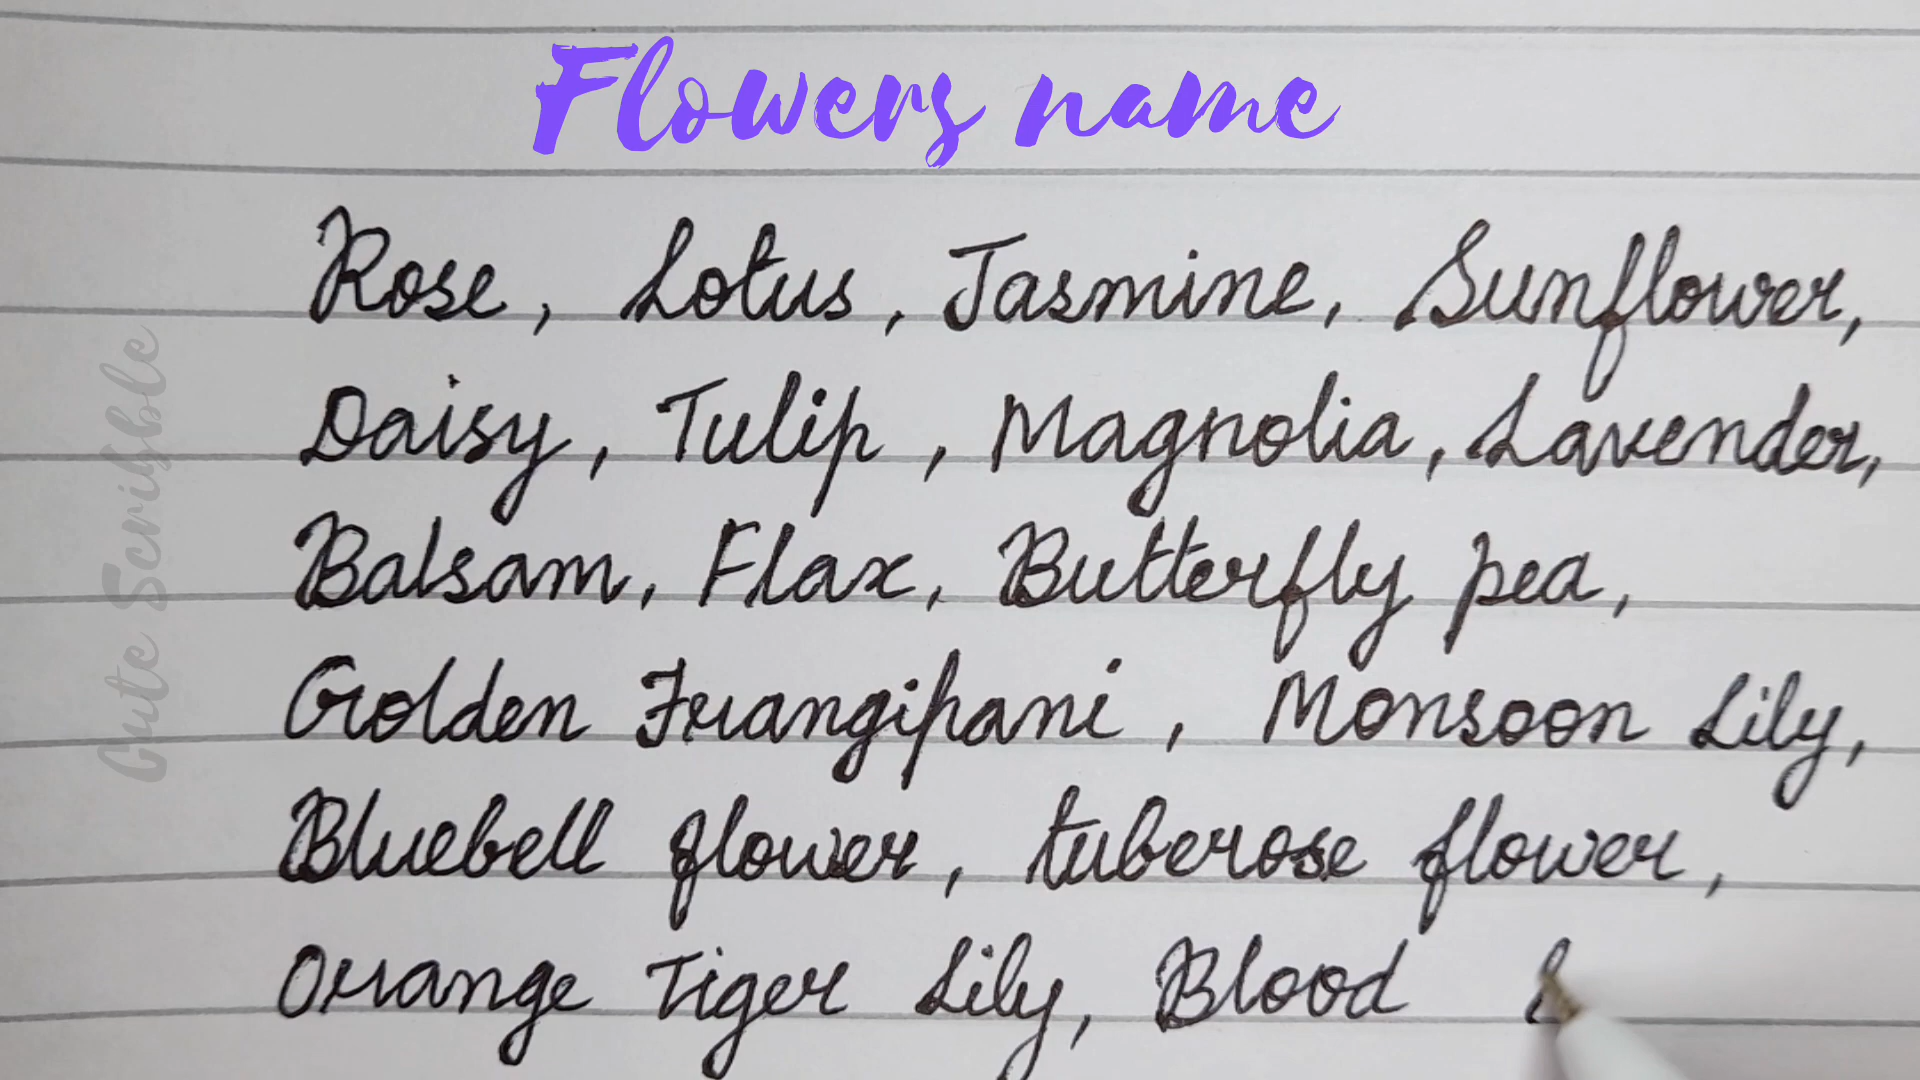 Flowers name
Rose, Lotus, Jasmine, Sunflower,
Daisy, Tulip, Magnolia, Lavender,
Balsam, Flax, Butterfly pea,
Golden Frangipani, Monsoon Lily,
Bluebell flower, tuberose flower,
Orange Tiger Lily, Blood
Cute Scribble